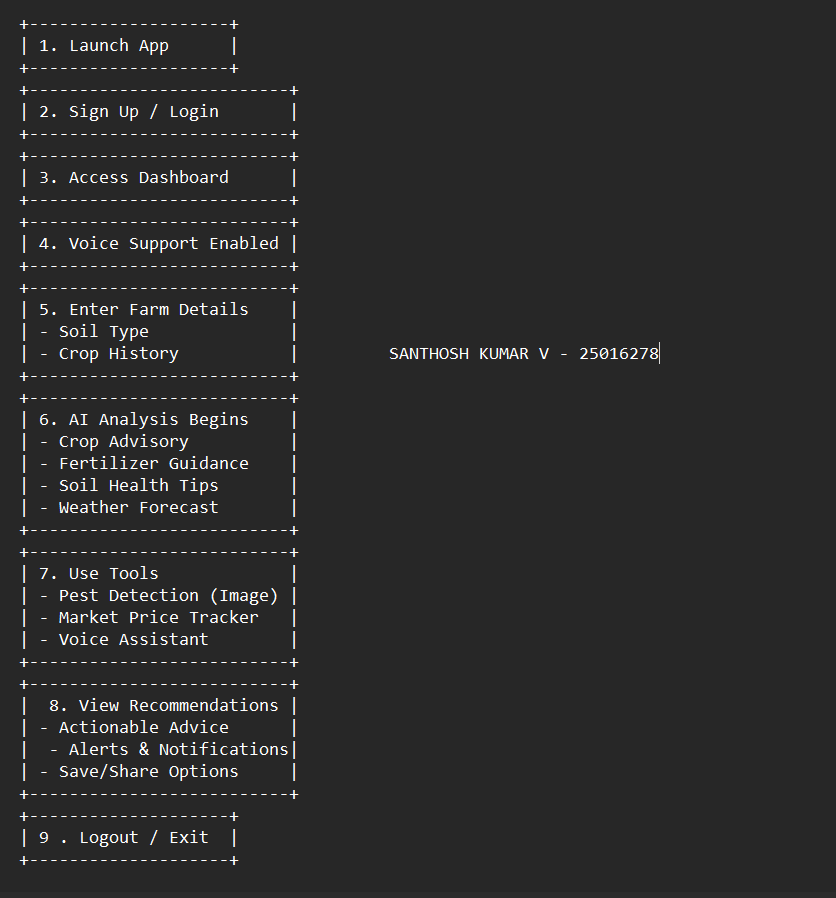 +--------------------+
| 1. Launch App      |
+--------------------+
+--------------------------+
| 2. Sign Up / Login       |
+--------------------------+
+--------------------------+
| 3. Access Dashboard      |
+--------------------------+
+--------------------------+
| 4. Voice Support Enabled |
+--------------------------+
+--------------------------+
| 5. Enter Farm Details    |
| - Soil Type              |
| - Crop History           |         SANTHOSH KUMAR V - 25016278
+--------------------------+
+--------------------------+
| 6. AI Analysis Begins    |
| - Crop Advisory          |
| - Fertilizer Guidance    |
| - Soil Health Tips       |
| - Weather Forecast       |
+--------------------------+
+--------------------------+
| 7. Use Tools             |
| - Pest Detection (Image) |
| - Market Price Tracker   |
| - Voice Assistant        |
+--------------------------+
+--------------------------+
|  8. View Recommendations |
| - Actionable Advice      |
|  - Alerts & Notifications|
| - Save/Share Options     |
+--------------------------+
+--------------------+
| 9 . Logout / Exit  |
+--------------------+